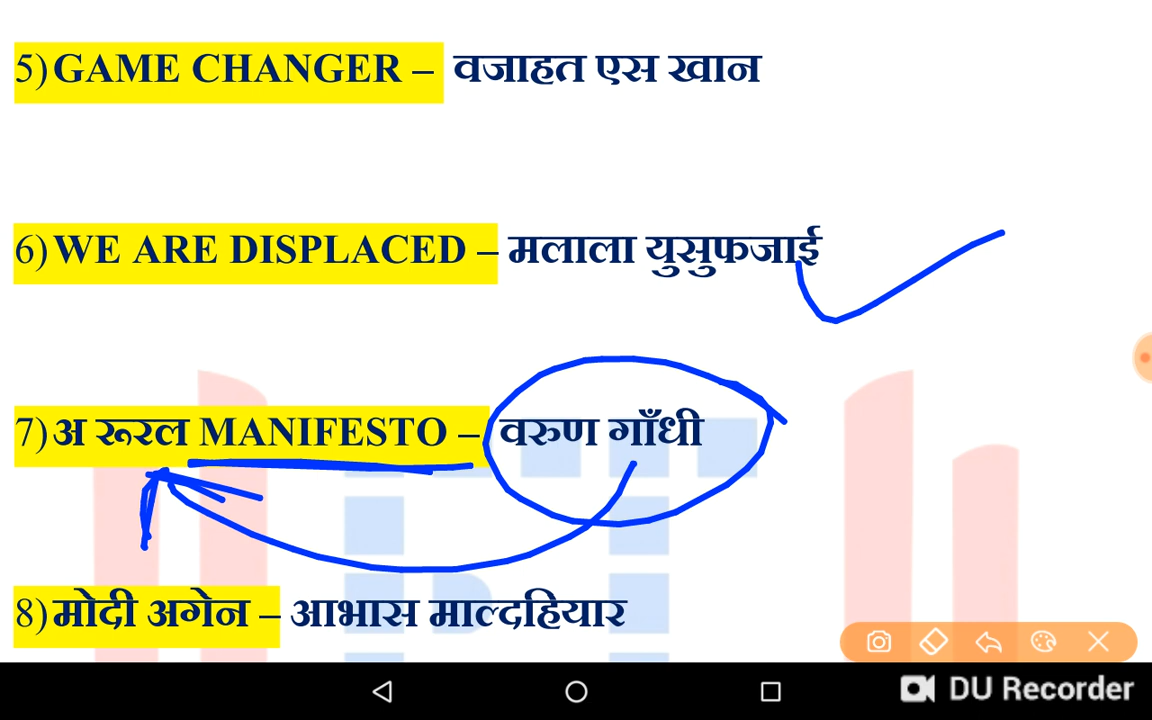 5) GAME CHANGER – वजाहत एस खान
6) WE ARE DISPLACED – मलाला युसुफजाई
7) अ रूरल MANIFESTO – वरुण गाँधी
8) मोदी अगेन – आभास माल्दहियार
DU Recorder